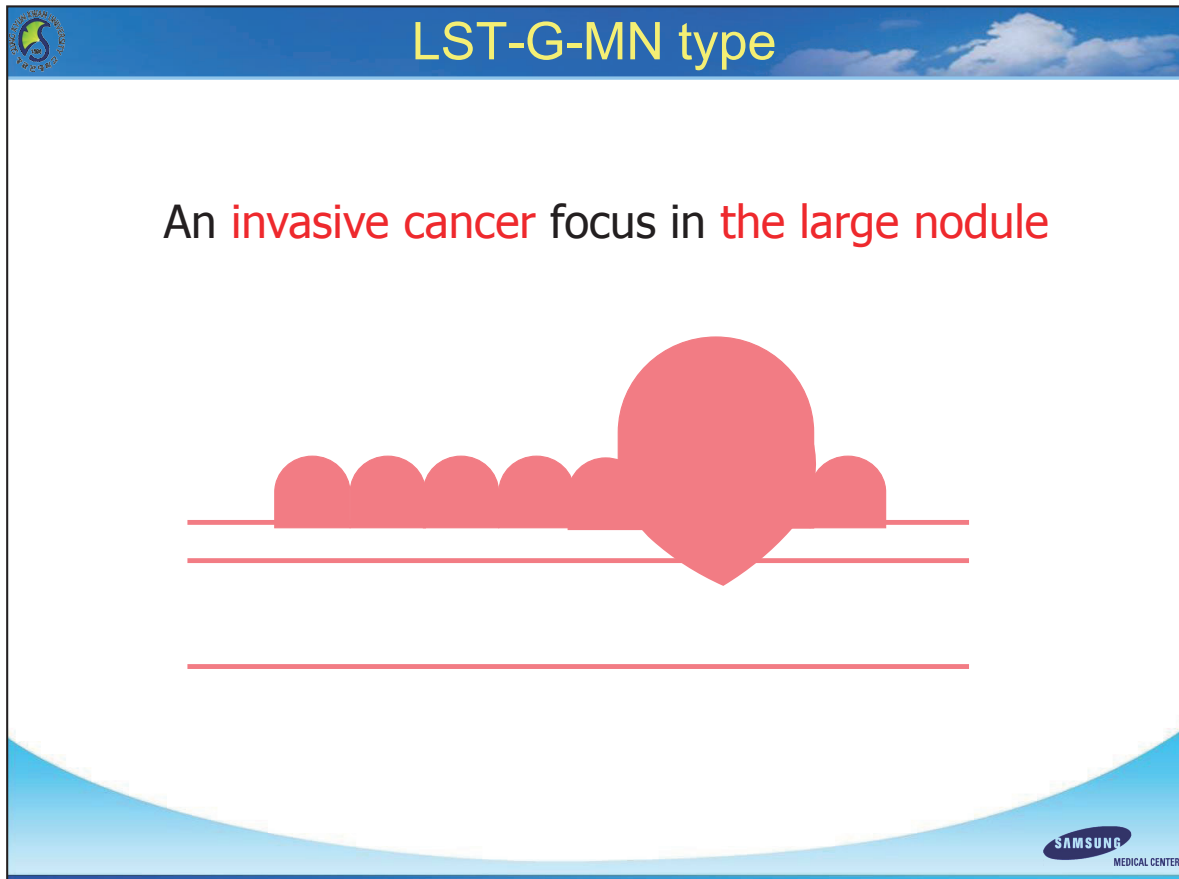 LST-G-MN type
An invasive cancer focus in the large nodule
SAMSUNG
MEDICAL CENTER